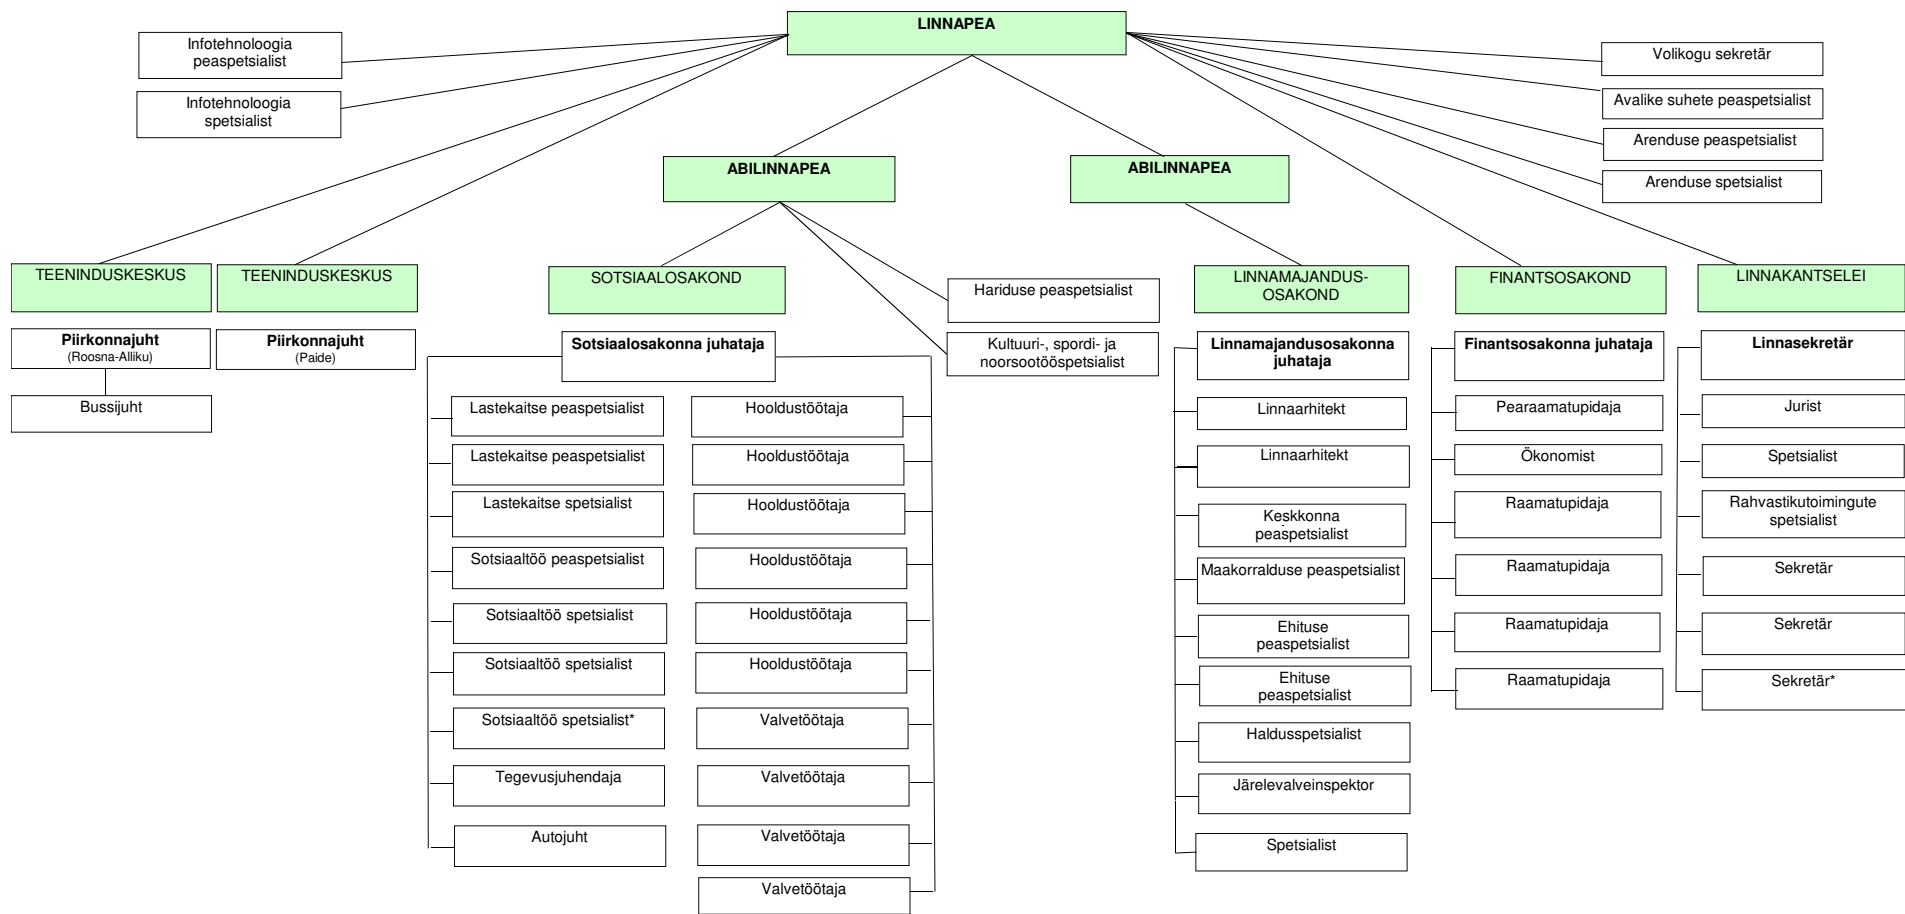 LINNAPEA
Infotehnoloogia
peaspetsialist
Infotehnoloogia
spetsialist
Volikogu sekretär
Avalike suhete peaspetsialist
Arenduse peaspetsialist
Arenduse spetsialist
ABILINNAPEA
ABILINNAPEA
TEENINDUSKESKUS
TEENINDUSKESKUS
SOTSIAALOSAKOND
LINNAMAJANDUS-
OSAKOND
FINANTSOSAKOND
LINNAKANTSELEI
Hariduse peaspetsialist
Kultuuri-, spordi- ja
noorsootööspetsialist
Piirkonnajuht
(Roosna-Alliku)
Bussijuht
Piirkonnajuht
(Paide)
Sotsiaalosakonna juhataja
Lastekaitse peaspetsialist
Lastekaitse peaspetsialist
Lastekaitse spetsialist
Sotsiaaltöö peaspetsialist
Sotsiaaltöö spetsialist
Sotsiaaltöö spetsialist
Sotsiaaltöö spetsialist*
Tegevusjuhendaja
Autojuht
Hooldustöötaja
Hooldustöötaja
Hooldustöötaja
Hooldustöötaja
Hooldustöötaja
Hooldustöötaja
Valvetöötaja
Valvetöötaja
Valvetöötaja
Valvetöötaja
Linnamajandusosakonna
juhataja
Linnaarhitekt
Linnaarhitekt
Keskkonna
peaspetsialist
Maakorralduse peaspetsialist
Ehituse
peaspetsialist
Ehituse
peaspetsialist
Haldusspetsialist
Järelevalveinspektor
Spetsialist
Finantsosakonna juhataja
Pearaamatupidaja
Ökonomist
Raamatupidaja
Raamatupidaja
Raamatupidaja
Raamatupidaja
Linnasekretär
Jurist
Spetsialist
Rahvastikutoimingute
spetsialist
Sekretär
Sekretär
Sekretär*